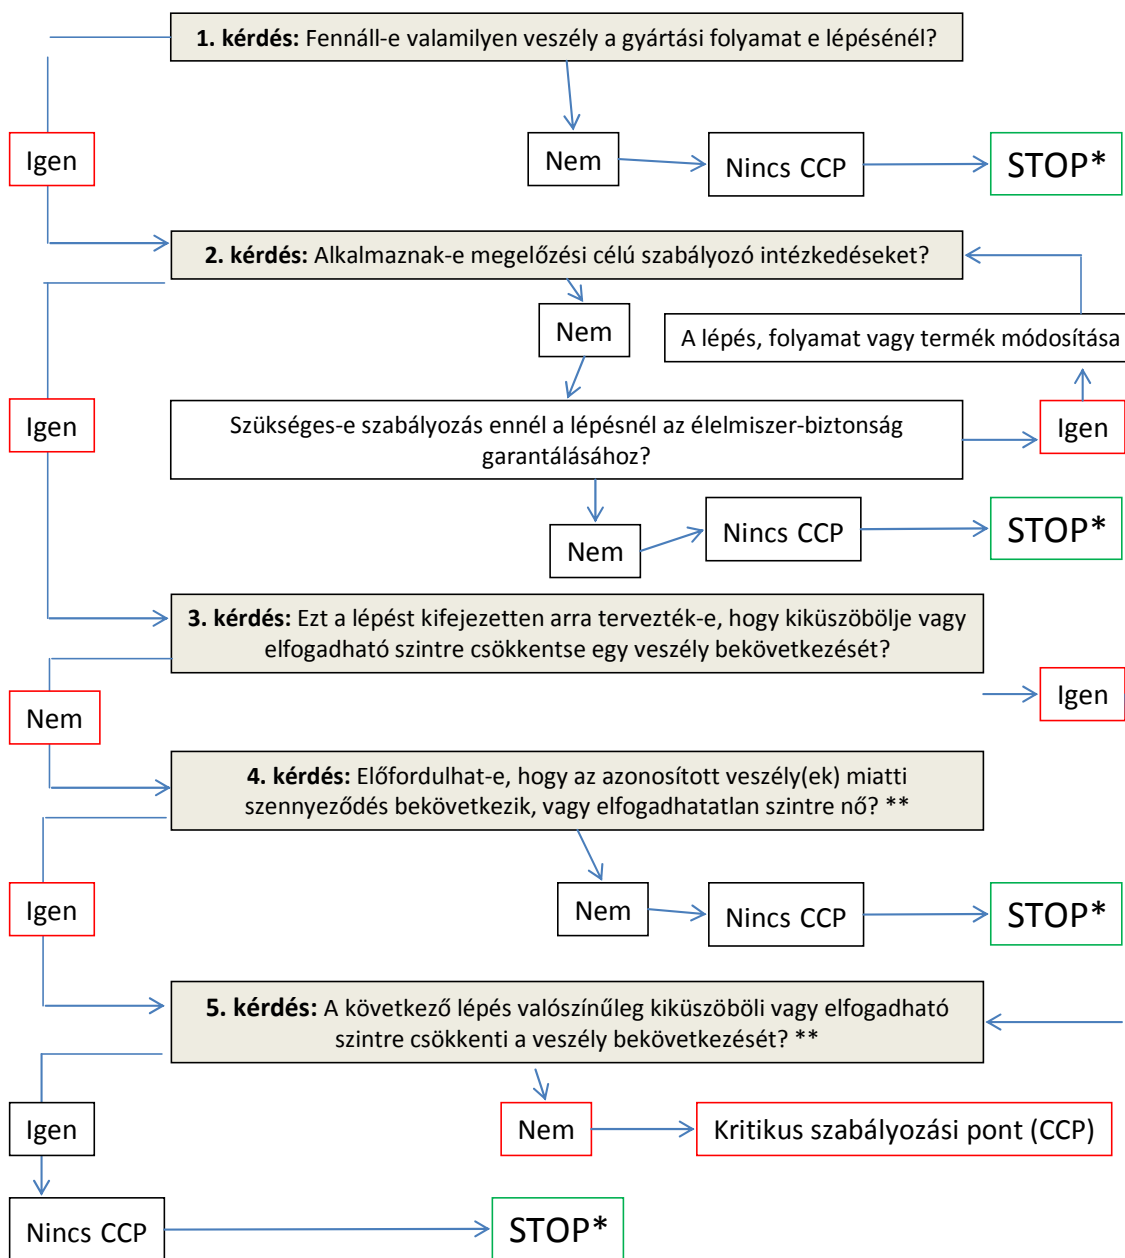 1. kérdés: Fennáll-e valamilyen veszély a gyártási folyamat e lépésénél?
Igen
Nem
Nincs CCP
STOP*
2. kérdés: Alkalmaznak-e megelőzési célú szabályozó intézkedéseket?
Nem
A lépés, folyamat vagy termék módosítása
Igen
Szükséges-e szabályozás ennél a lépésnél az élelmiszer-biztonság
garantálásához?
Igen
Nem
Nincs CCP
STOP*
3. kérdés: Ezt a lépést kifejezetten arra tervezték-e, hogy kiküszöbölje vagy
elfogadható szintre csökkentse egy veszély bekövetkezését?
Nem
Igen
4. kérdés: Előfordulhat-e, hogy az azonosított veszély(ek) miatti
szennyeződés bekövetkezik, vagy elfogadhatatlan szintre nő? **
Igen
Nem
Nincs CCP
STOP*
5. kérdés: A következő lépés valószínűleg kiküszöböli vagy elfogadható
szintre csökkenti a veszély bekövetkezését? **
Igen
Nem
Kritikus szabályozási pont (CCP)
Nincs CCP
STOP*